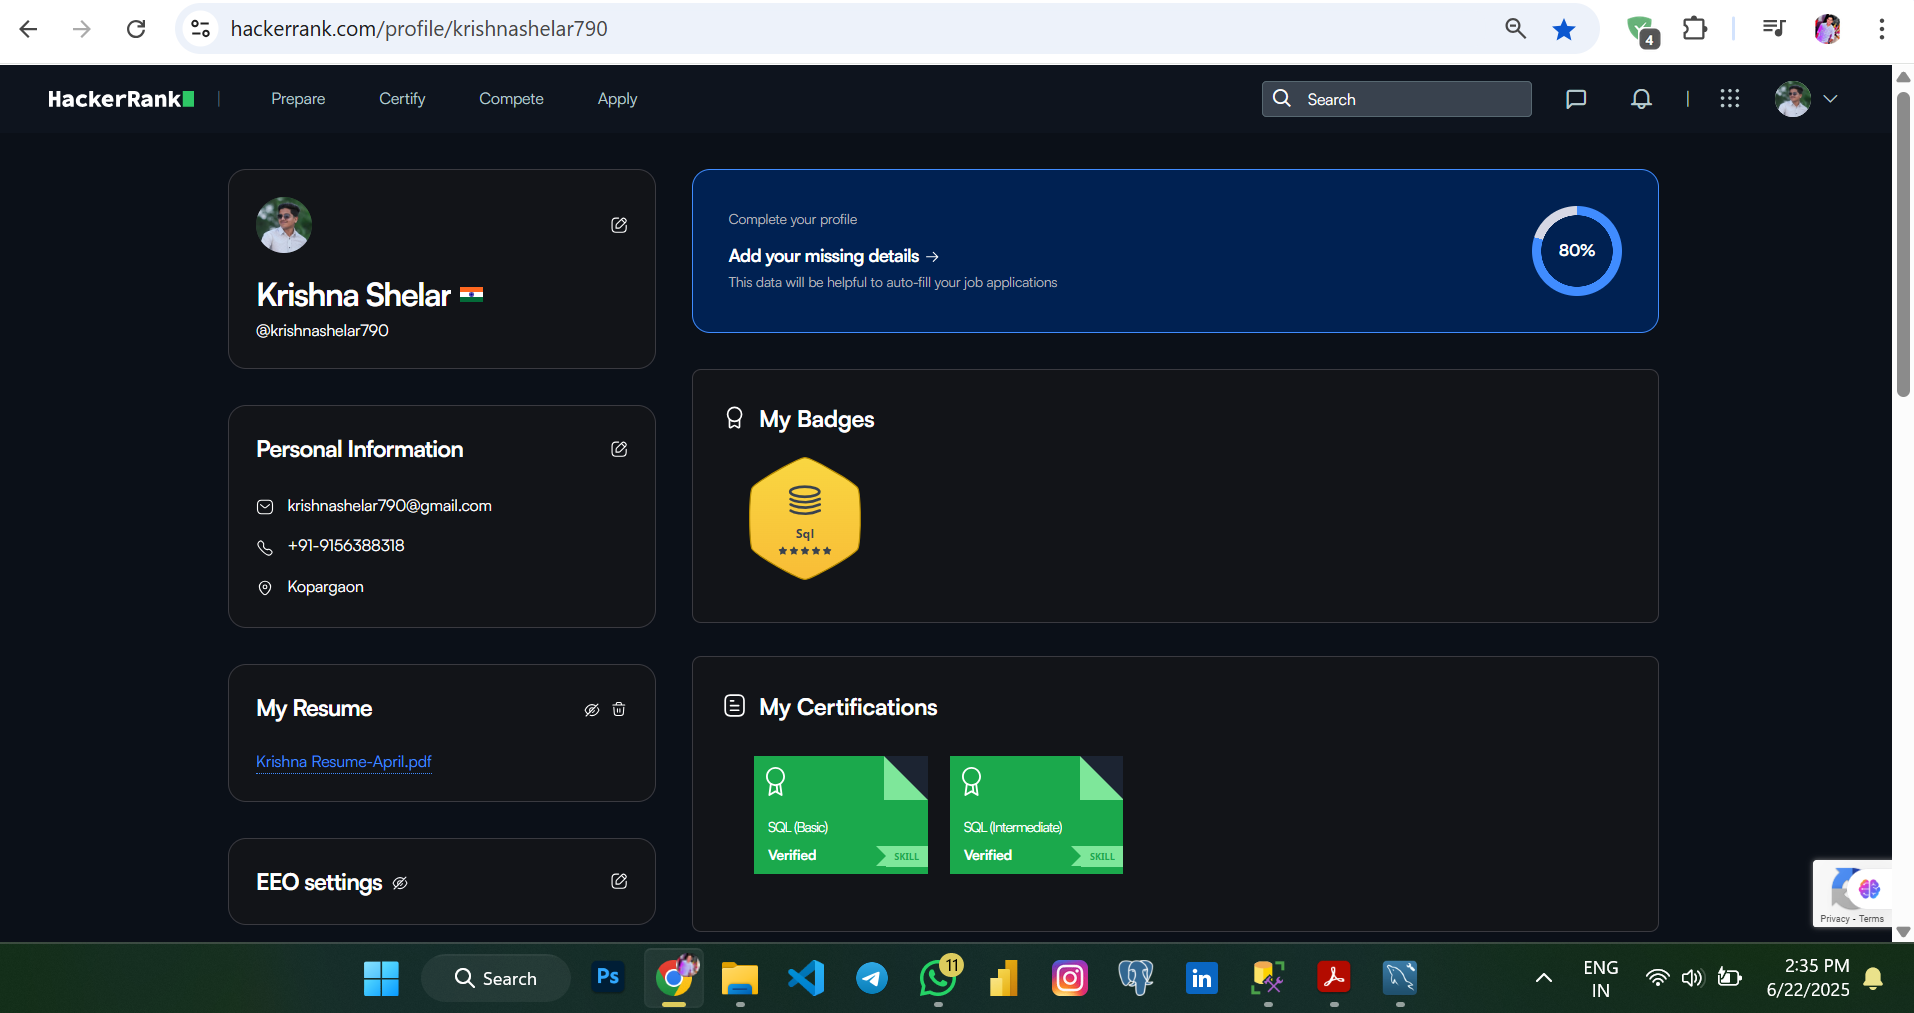 hackerrank.com/profile/krishnashelar790
4
HackerRank
Prepare
Certify
Compete
Apply
Search
Krishna Shelar
@krishnashelar790
Complete your profile
Add your missing details →
This data will be helpful to auto-fill your job applications
80%
Personal Information
krishnashelar790@gmail.com
+91-9156388318
Kopargaon
My Badges
Sql
My Resume
Krishna Resume-April.pdf
My Certifications
SQL (Basic)
Verified
SKILL
SQL (Intermediate)
Verified
SKILL
EEO settings
Privacy - Terms
Search
Ps
11
in
ENG
IN
2:35 PM
6/22/2025